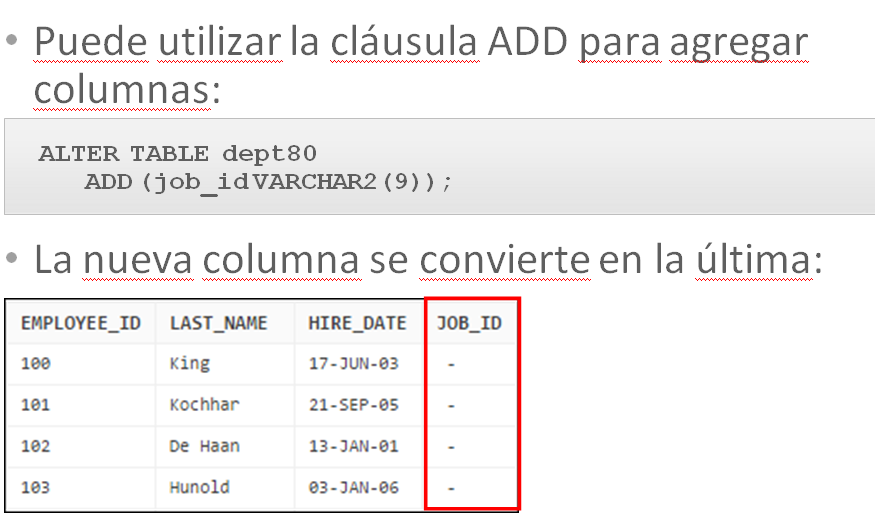 • Puede utilizar la cláusula ADD para agregar
columnas:
ALTER TABLE dept80
ADD (job_idVARCHAR2(9));
• La nueva columna se convierte en la última:
EMPLOYEE_ID LAST_NAME HIRE_DATE JOB_ID
100 King 17-JUN-03 -
101 Kochhar 21-SEP-05 -
102 De Haan 13-JAN-01 -
103 Hunold 03-JAN-06 -